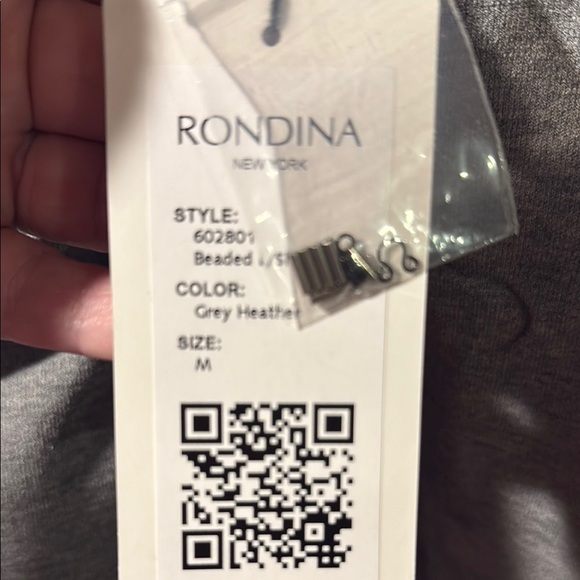 RONDINA
NEW YORK
STYLE:
602801
Beaded
COLOR:
Grey Heather
SIZE:
M